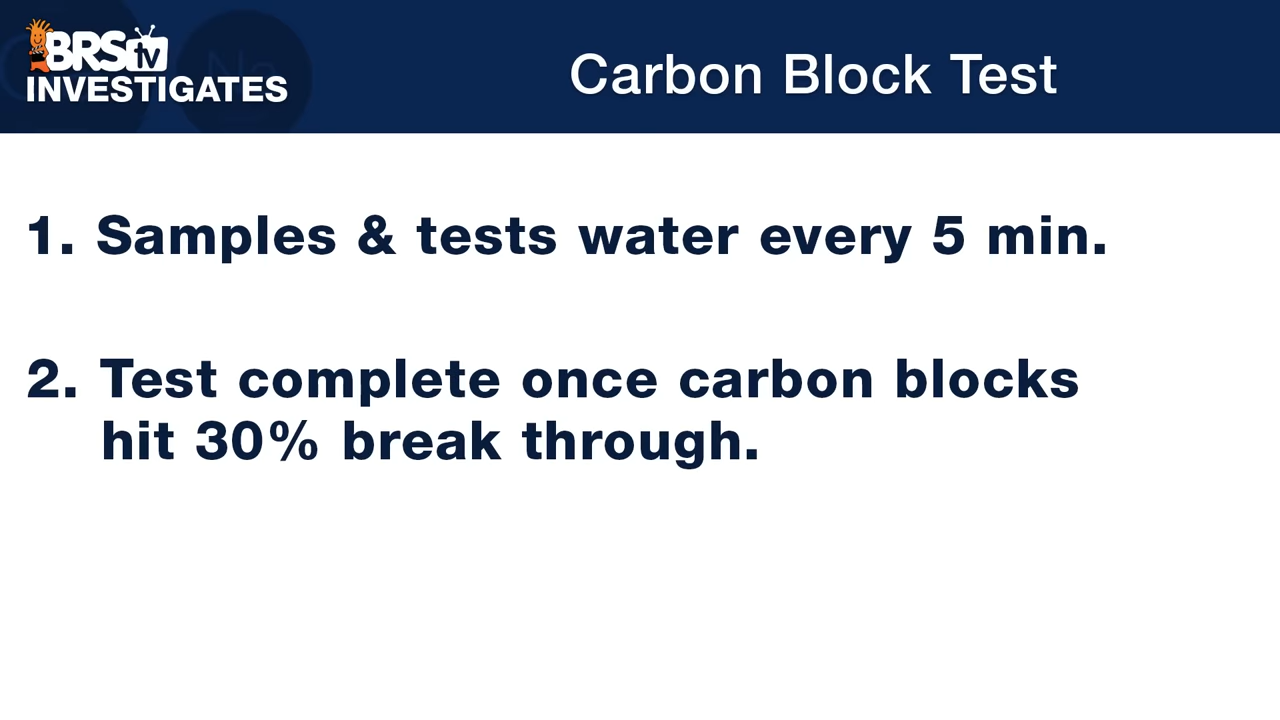 BRStv
INVESTIGATES
No
Carbon Block Test
1. Samples & tests water every 5 min.
2. Test complete once carbon blocks
hit 30% break through.